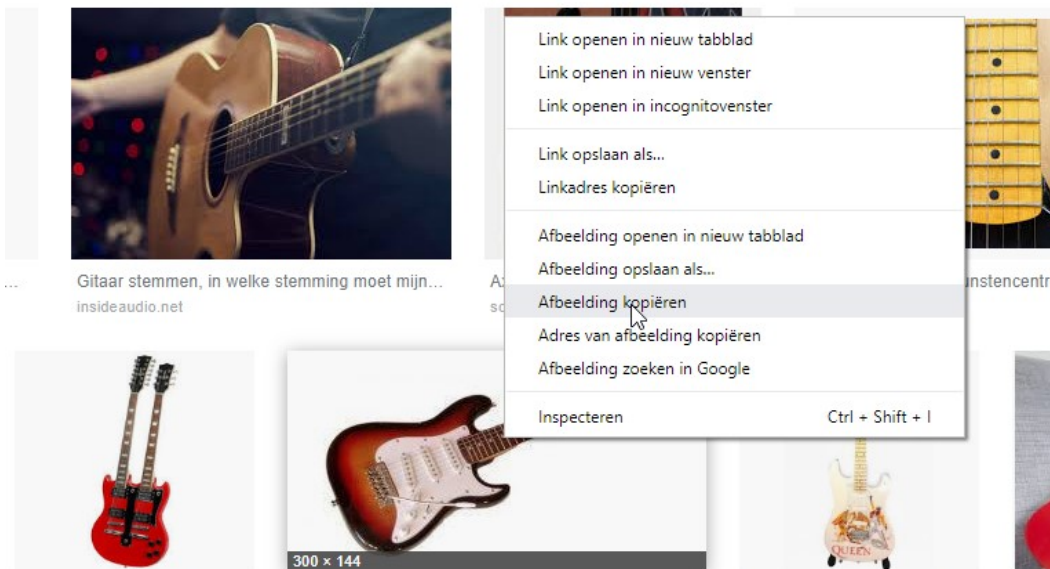 Link openen in nieuw tabblad
Link openen in nieuw venster
Link openen in incognitovenster
Link opslaan als...
Linkadres kopiëren
Afbeelding openen in nieuw tabblad
Afbeelding opslaan als...
Afbeelding kopiëren
Adres van afbeelding kopiëren
Afbeelding zoeken in Google
Inspecteren Ctrl + Shift + I
... Gitaar stemmen, in welke stemming moet mijn...
insideaudio.net
300 × 144
QUEEN